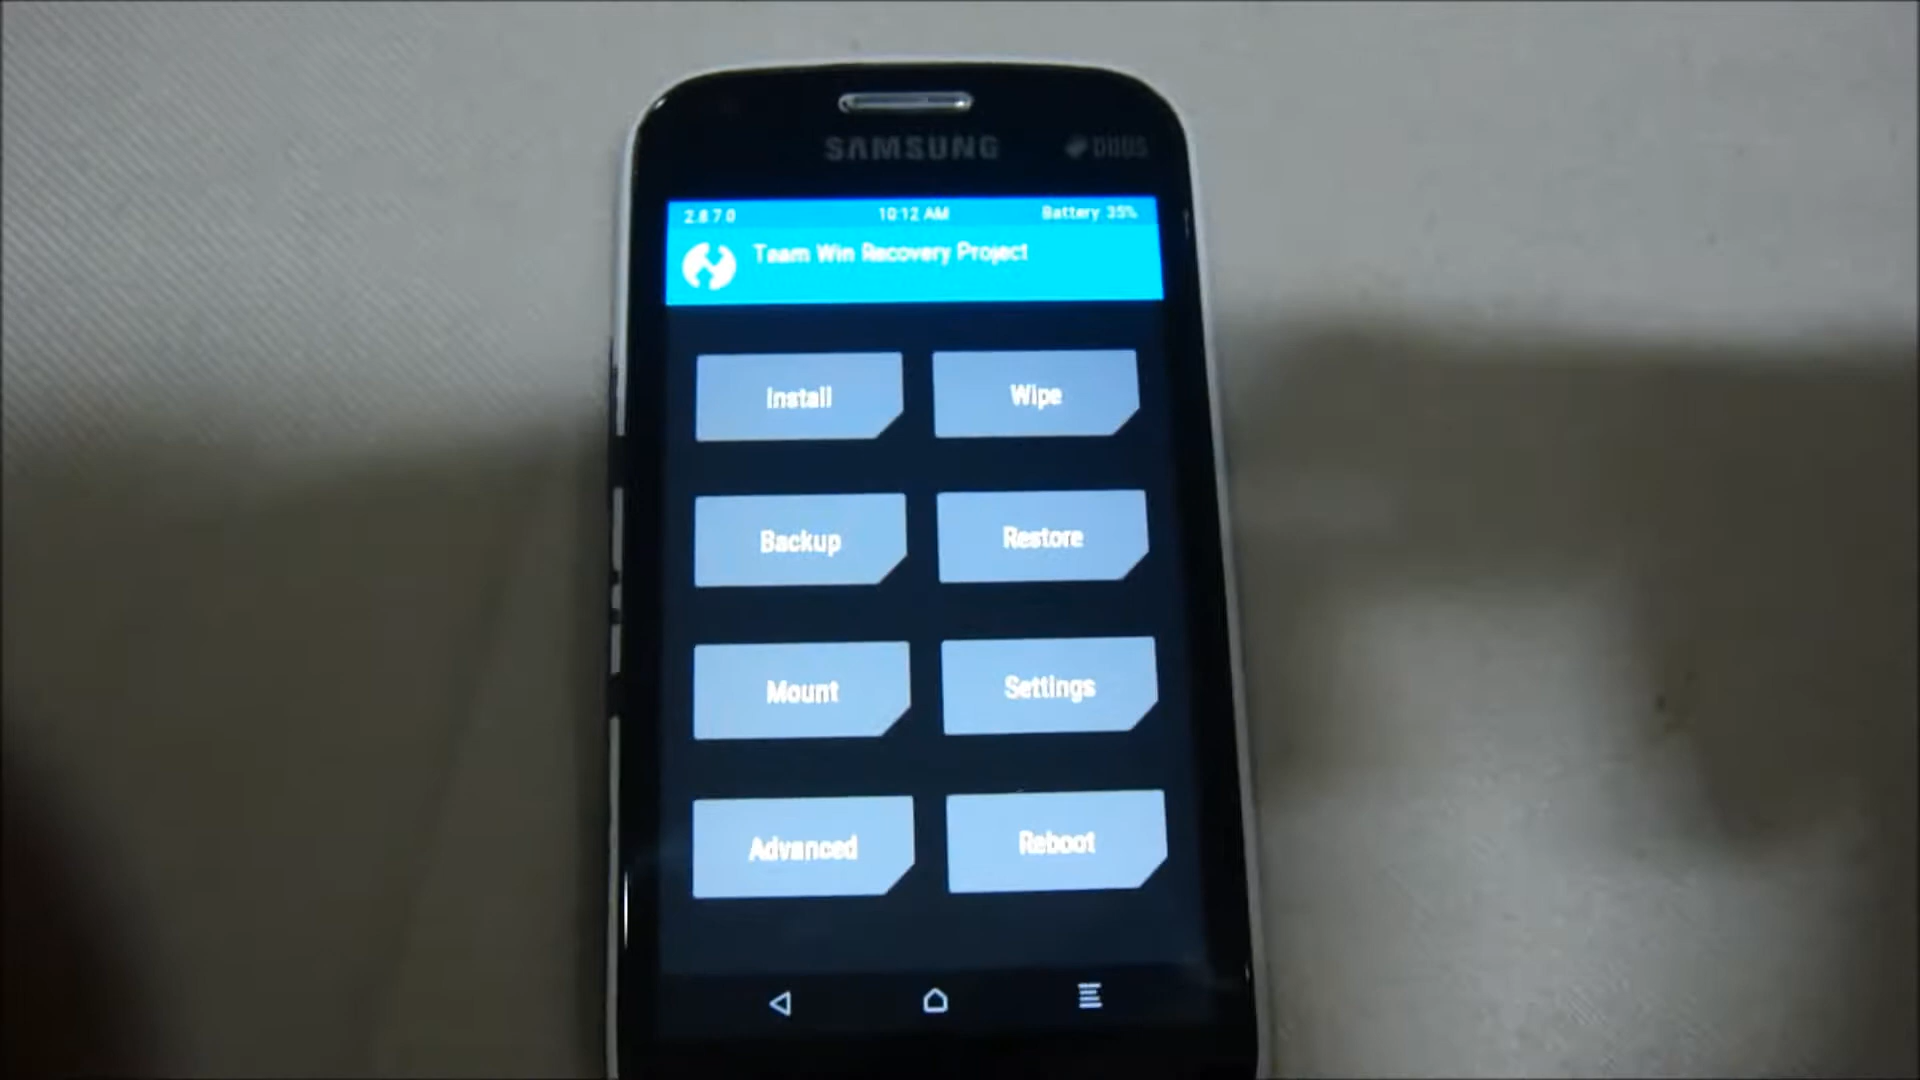 SAMSUNG DUOS
2.8.7.0 10:12 AM Battery: 35%
Team Win Recovery Project
Install Wipe
Backup Restore
Mount Settings
Advanced Reboot